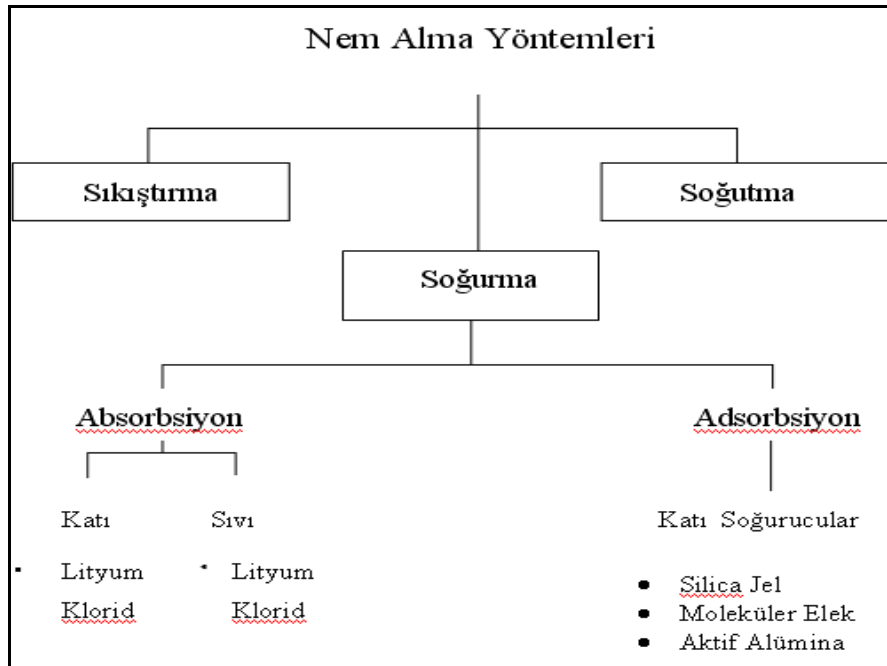 Nem Alma Yöntemleri
Sıkıştırma
Soğutma
Soğurma
Absorbsiyon
Adsorbsiyon
Katı
Sıvı
Katı Soğurucular
• Lityum
Klorid
• Lityum
Klorid
• Silica Jel
• Moleküler Elek
• Aktif Alümina